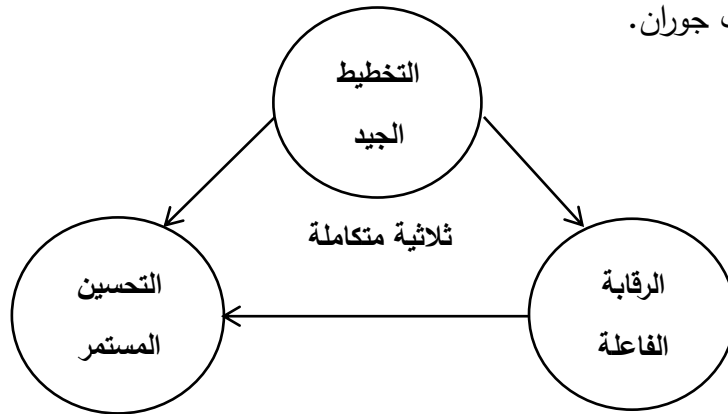 جوران.
التخطيط
الجيد
ثلاثية متكاملة
الرقابة
الفاعلة
التحسين
المستمر